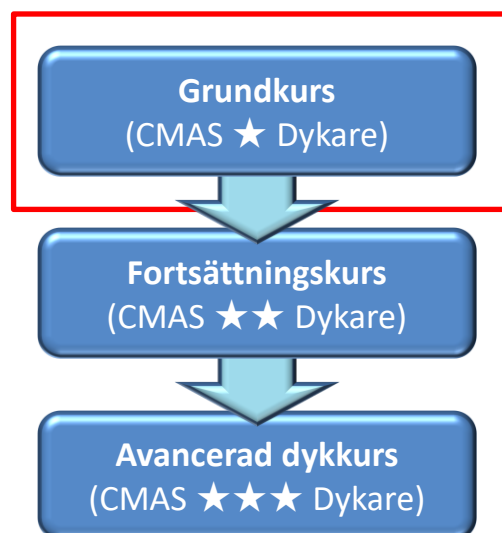 Grundkurs
(CMAS ★ Dykare)
Fortsättningskurs
(CMAS ★★ Dykare)
Avancerad dykkurs
(CMAS ★★★ Dykare)